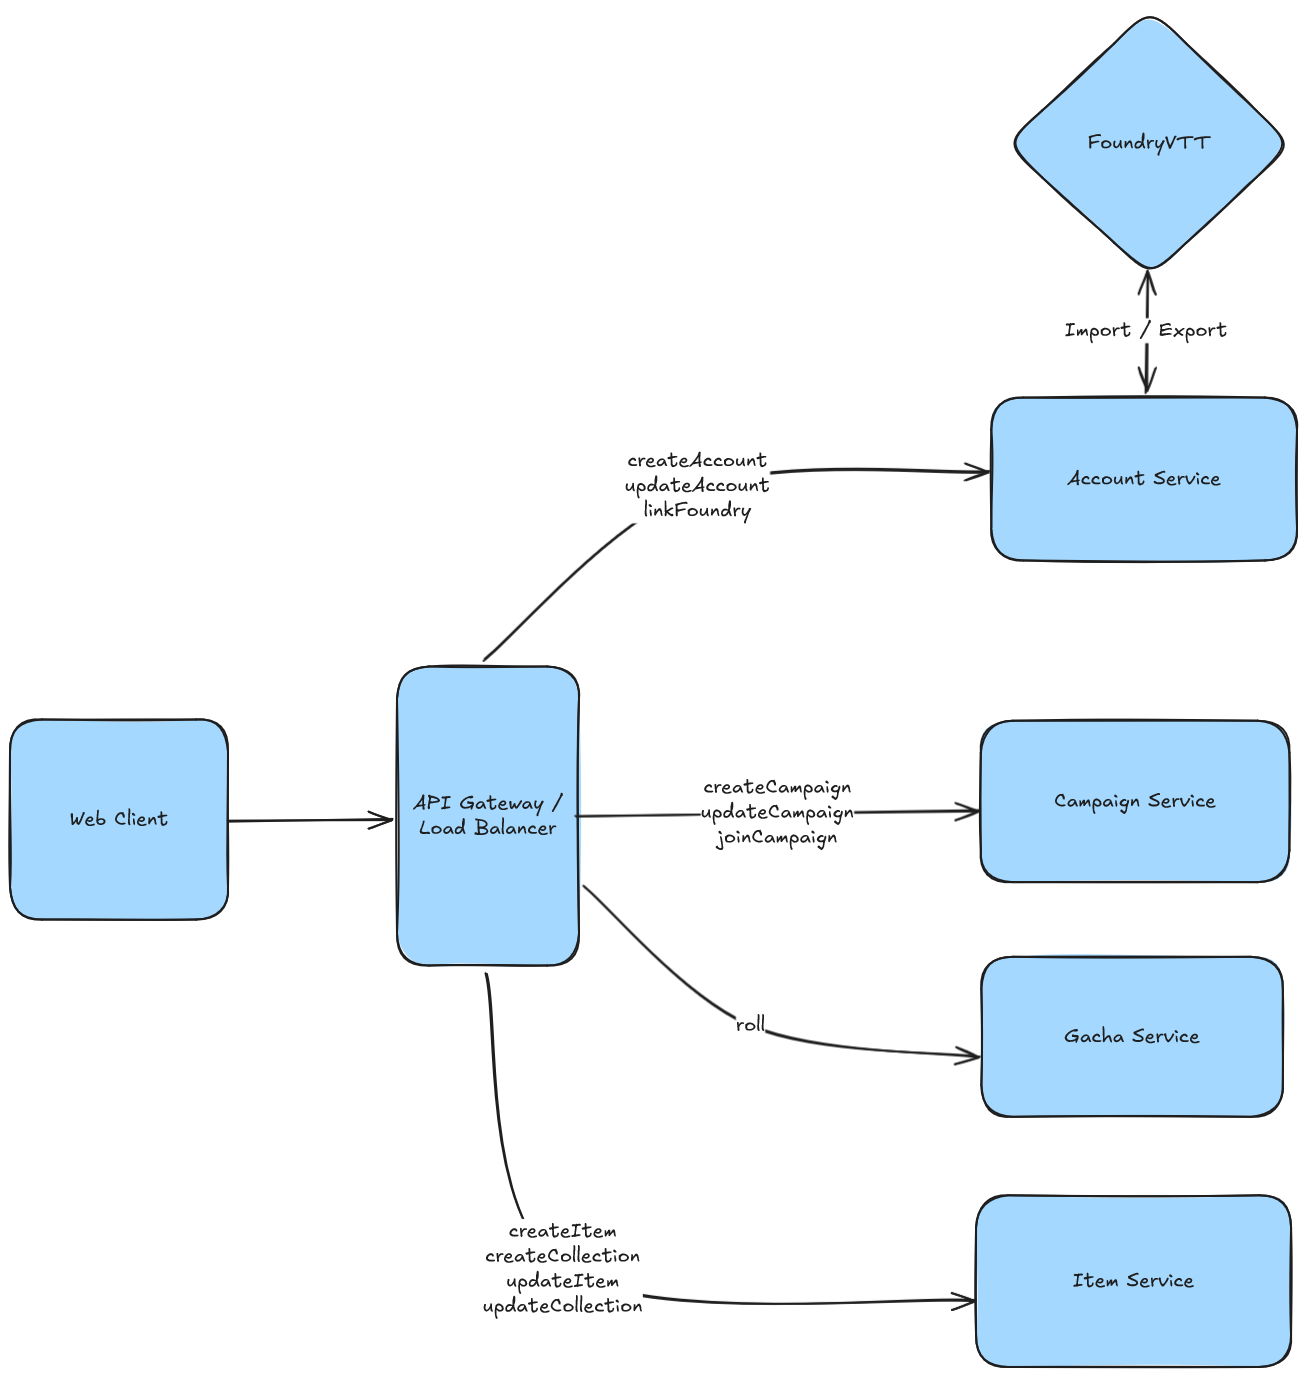 FoundryVTT
Import / Export
createAccount
updateAccount
linkFoundry
Account Service
Web Client
API Gateway /
Load Balancer
createCampaign
updateCampaign
joinCampaign
Campaign Service
roll
Gacha Service
createItem
createCollection
updateItem
updateCollection
Item Service